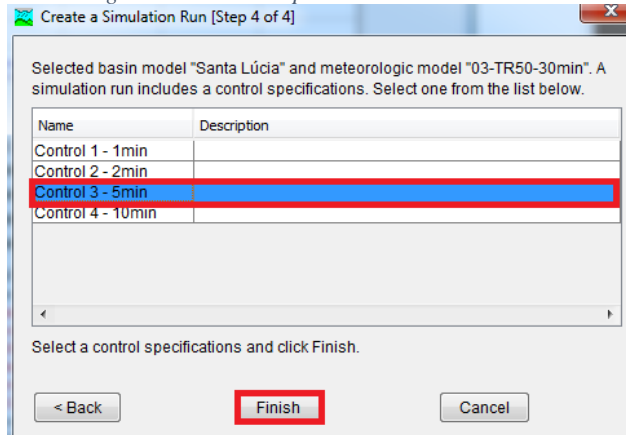 Create a Simulation Run [Step 4 of 4]
Selected basin model "Santa Lúcia" and meteorologic model "03-TR50-30min". A
simulation run includes a control specifications. Select one from the list below.
Name Description
Control 1 - 1min
Control 2 - 2min
Control 3 - 5min
Control 4 - 10min
Select a control specifications and click Finish.
< Back Finish Cancel